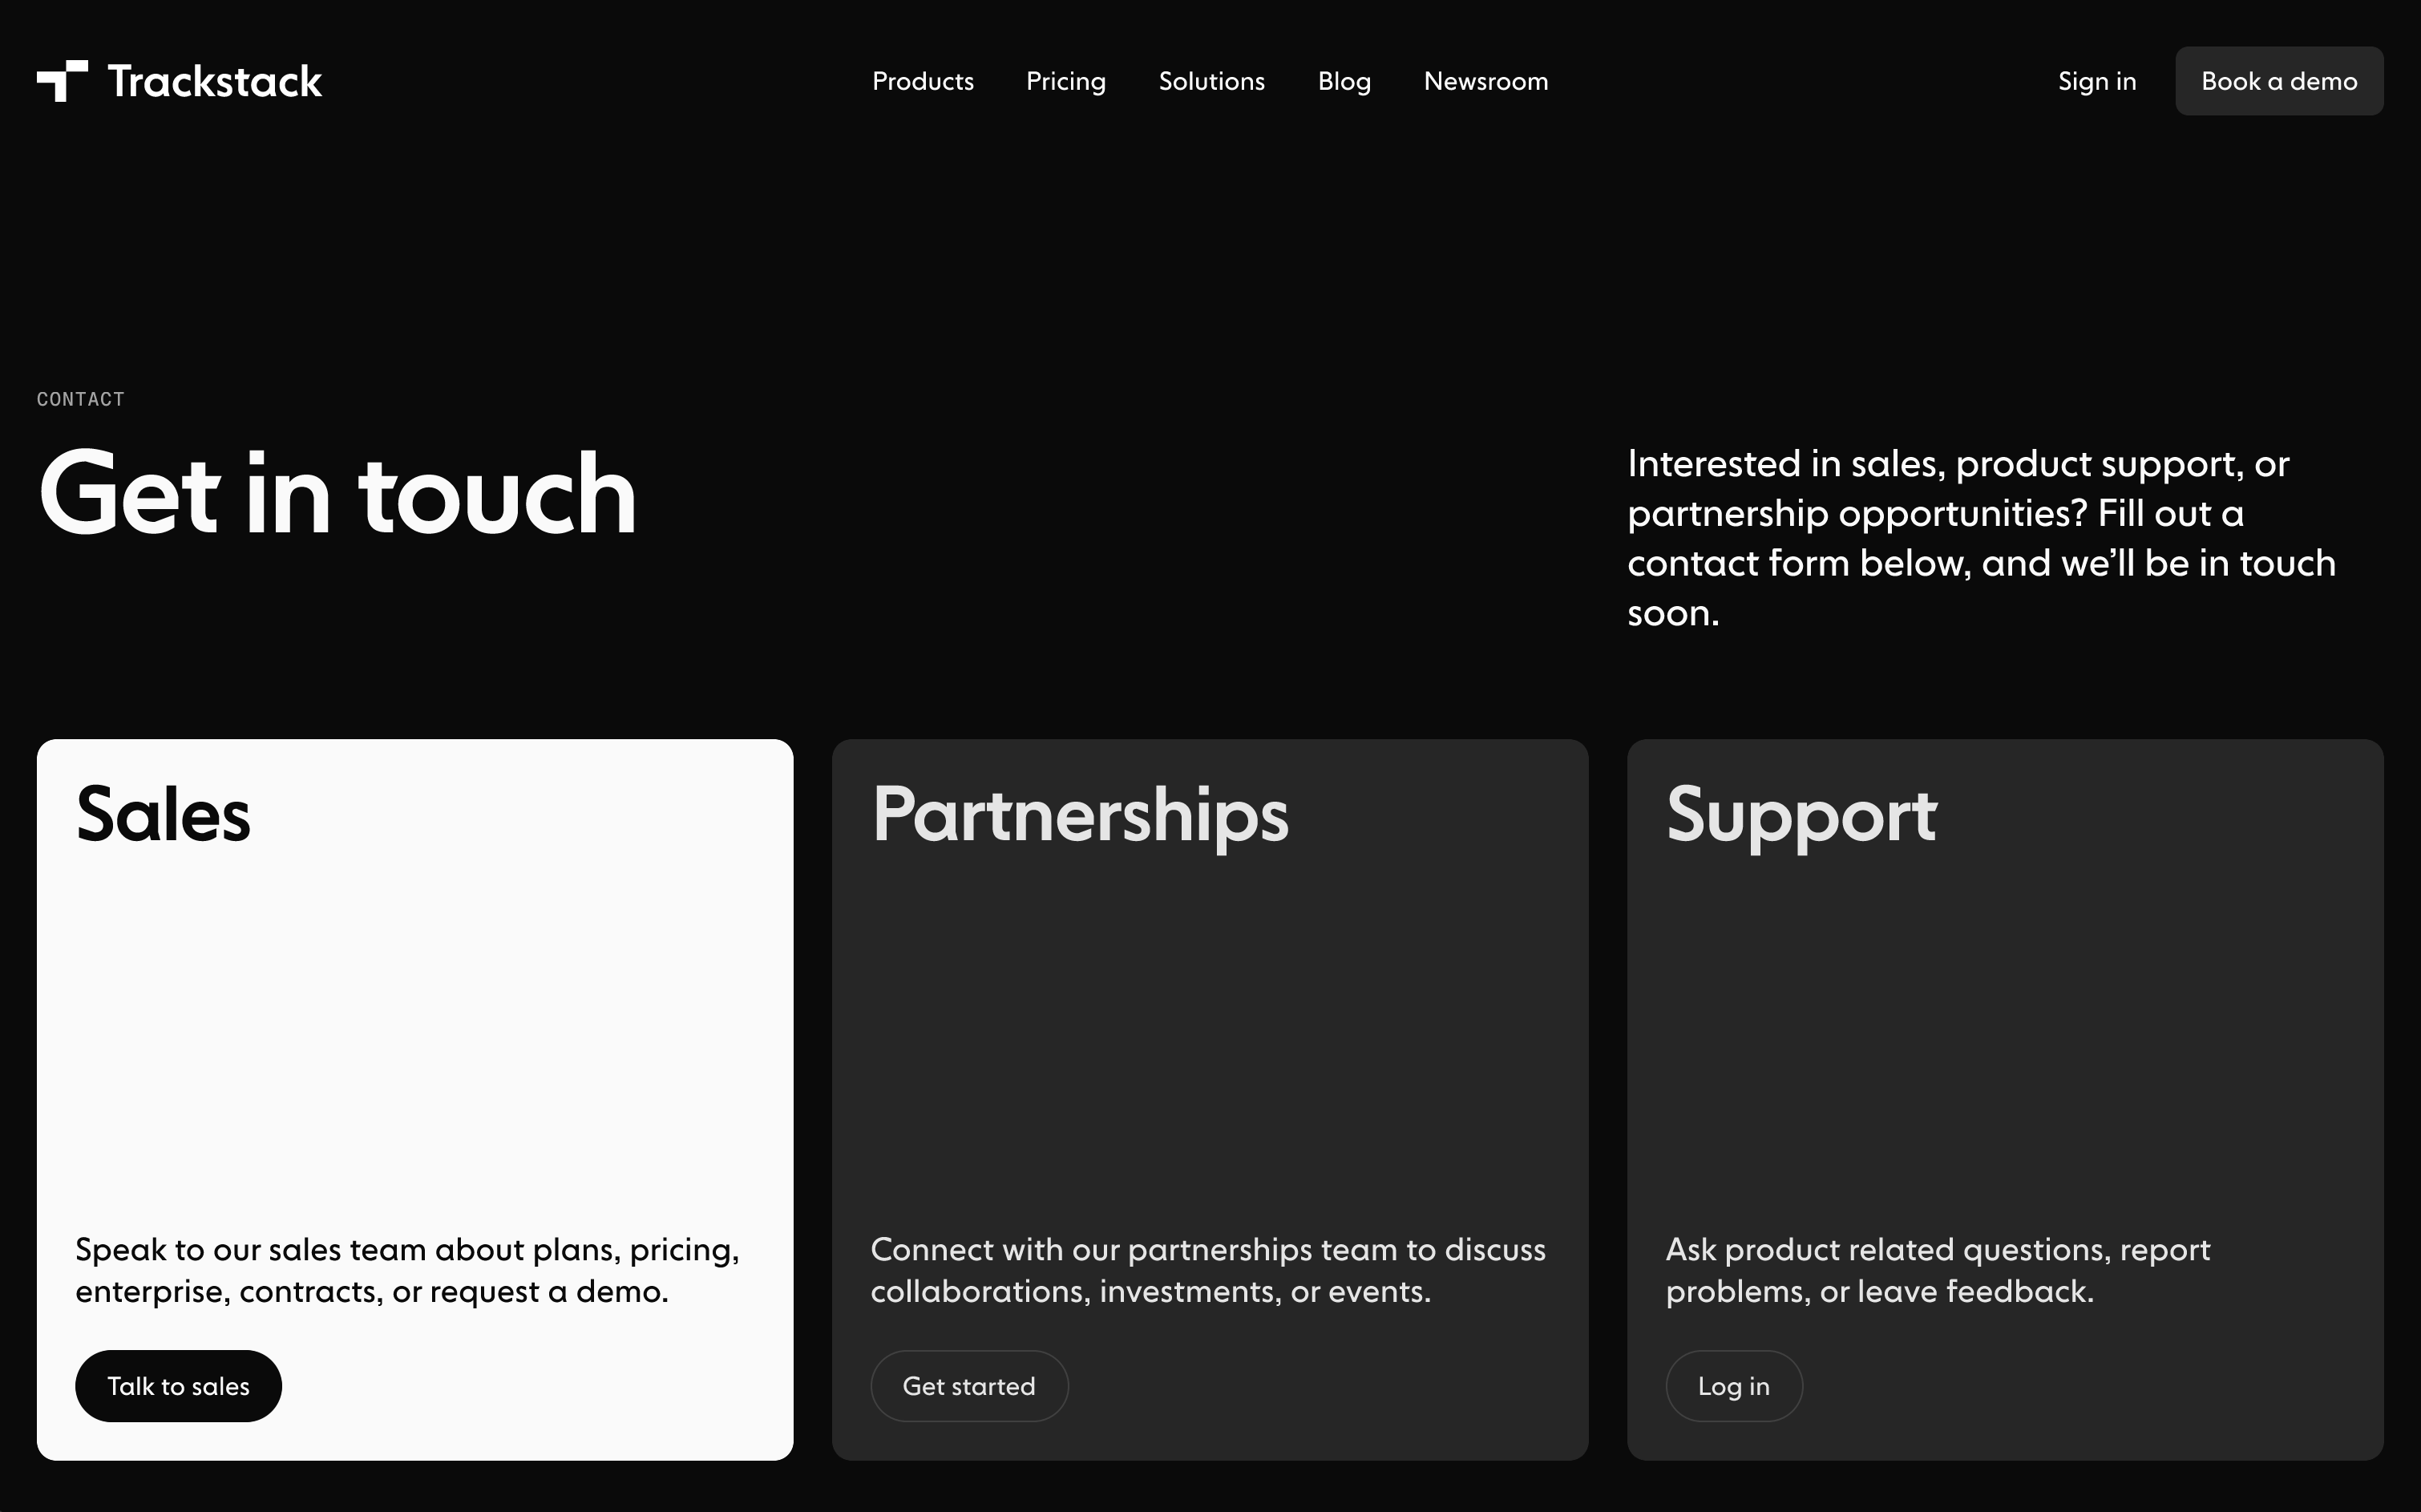 Trackstack
Products
Pricing
Solutions
Blog
Newsroom
Sign in
Book a demo
CONTACT
Get in touch
Interested in sales, product support, or
partnership opportunities? Fill out a
contact form below, and we’ll be in touch
soon.
Sales
Speak to our sales team about plans, pricing,
enterprise, contracts, or request a demo.
Talk to sales
Partnerships
Connect with our partnerships team to discuss
collaborations, investments, or events.
Get started
Support
Ask product related questions, report
problems, or leave feedback.
Log in